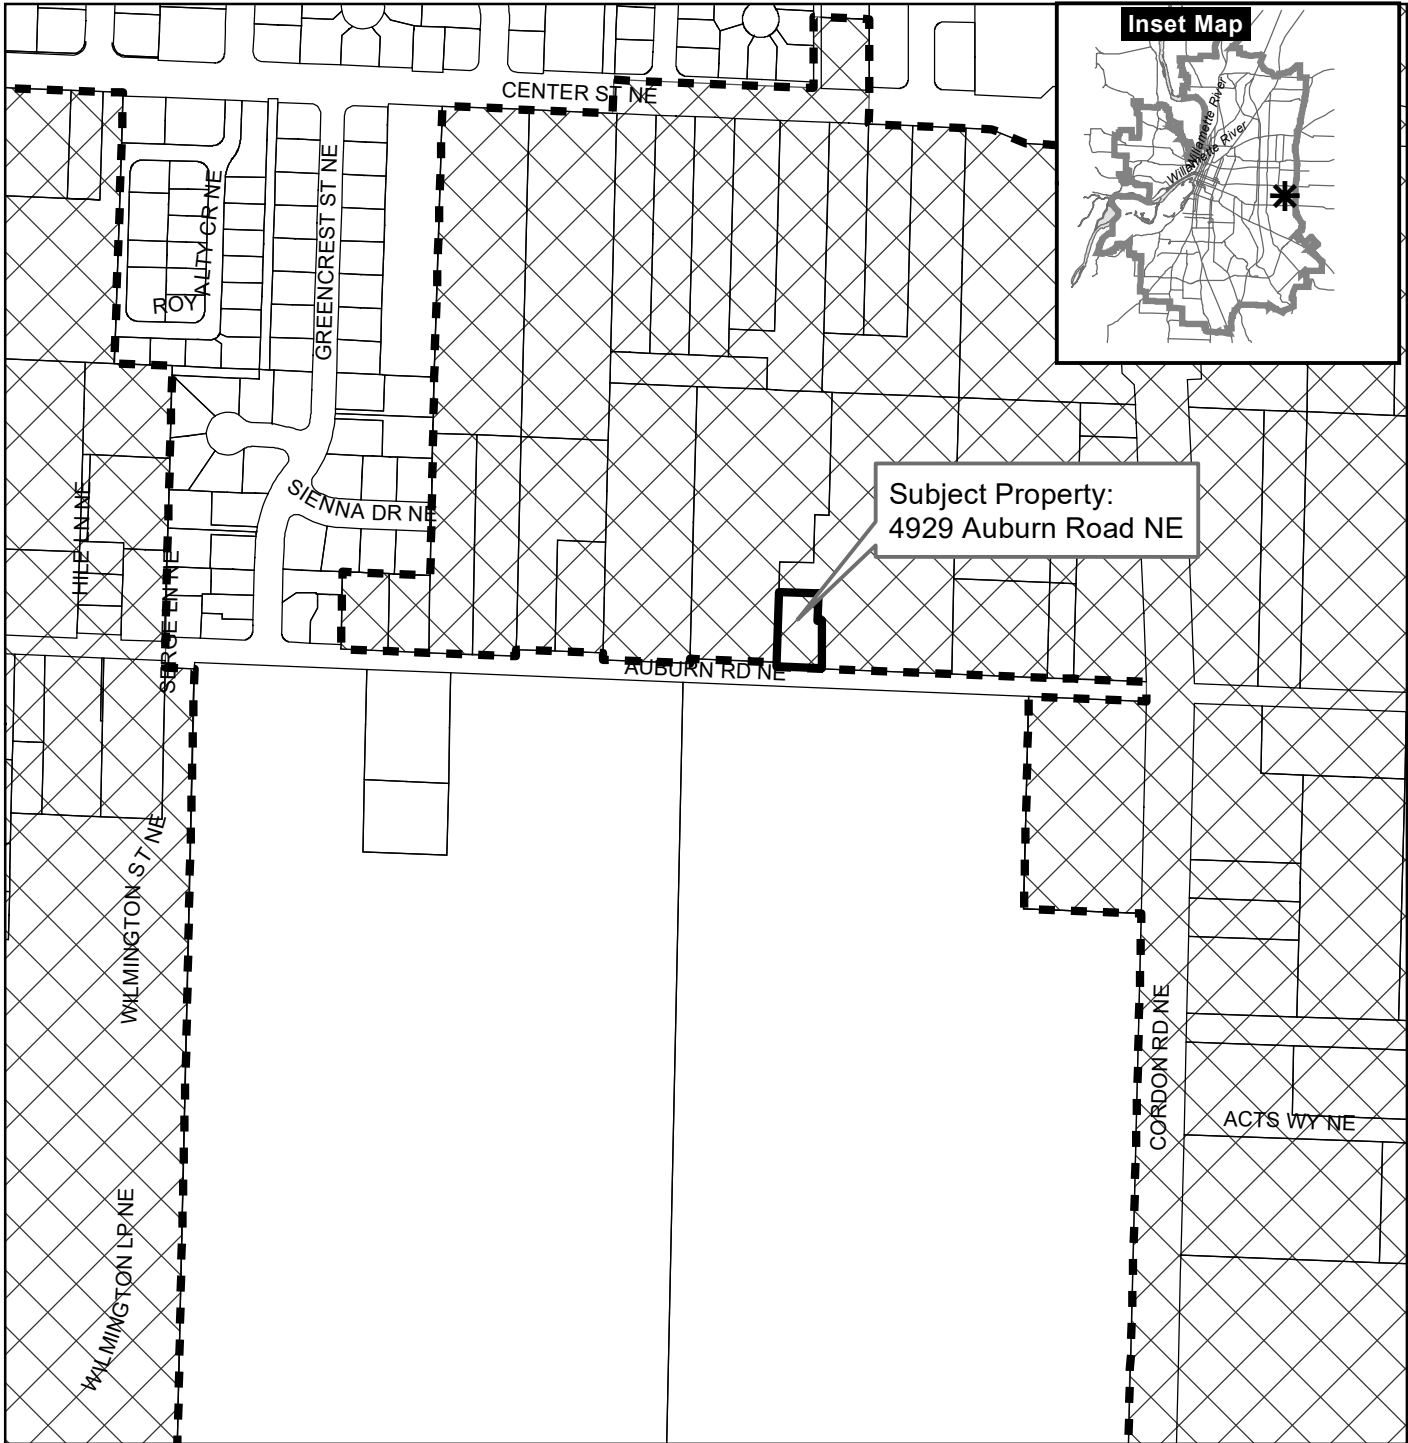 Inset Map
Willamette River
Willamette River
CENTER ST NE
GREENCREST ST NE
ROYALTY CR NE
SIENNA DR NE
Subject Property:
4929 Auburn Road NE
HILE LN NE
SERGE LN NE
AUBURN RD NE
WILMINGTON ST NE
CORDON RD NE
ACTS WY NE
WILMINGTON LP NE